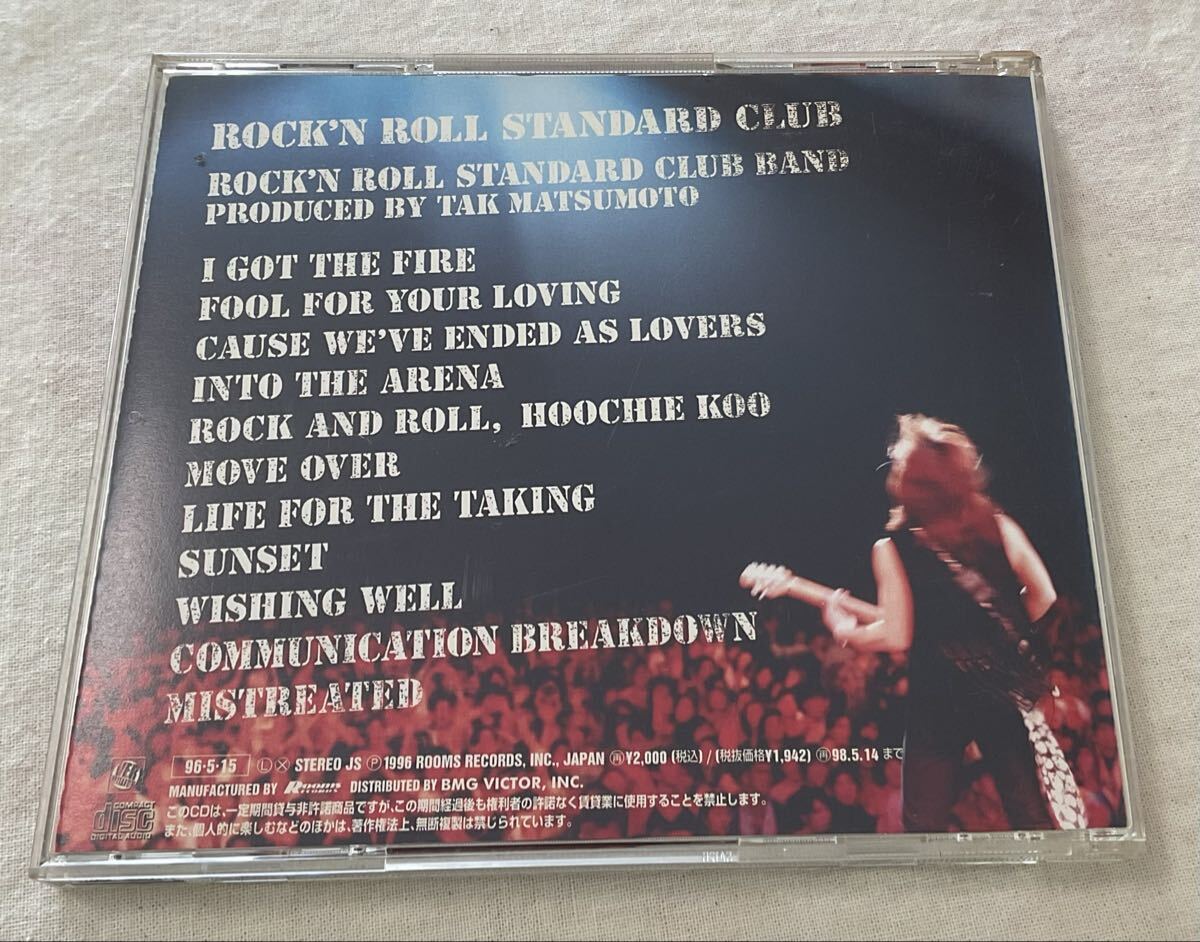 ROCK'N ROLL STANDARD CLUB
ROCK'N ROLL STANDARD CLUB BAND
PRODUCED BY TAK MATSUMOTO
I GOT THE FIRE
FOOL FOR YOUR LOVING
CAUSE WE'VE ENDED AS LOVERS
INTO THE ARENA
ROCK AND ROLL, HOOCHIE KOO
MOVE OVER
LIFE FOR THE TAKING
SUNSET
WISHING WELL
COMMUNICATION BREAKDOWN
MISTREATED
96·5·15 Ⓛ Ⓧ STEREO JS Ⓟ1996 ROOMS RECORDS, INC., JAPAN ㊢¥2,000 (税込) / (税抜価格¥1,942) ㊢98.5.14 まで
MANUFACTURED BY Rooms RECORDS DISTRIBUTED BY BMG VICTOR, INC.
このCDは、一定期間貸与非許諾商品ですが、この期間経過後も権利者の許諾なく賃貸業に使用することを禁止します。
また、個人的に楽しむなどのほかは、著作権法上、無断複製は禁じられています。
COMPACT
disc
DIGITAL AUDIO